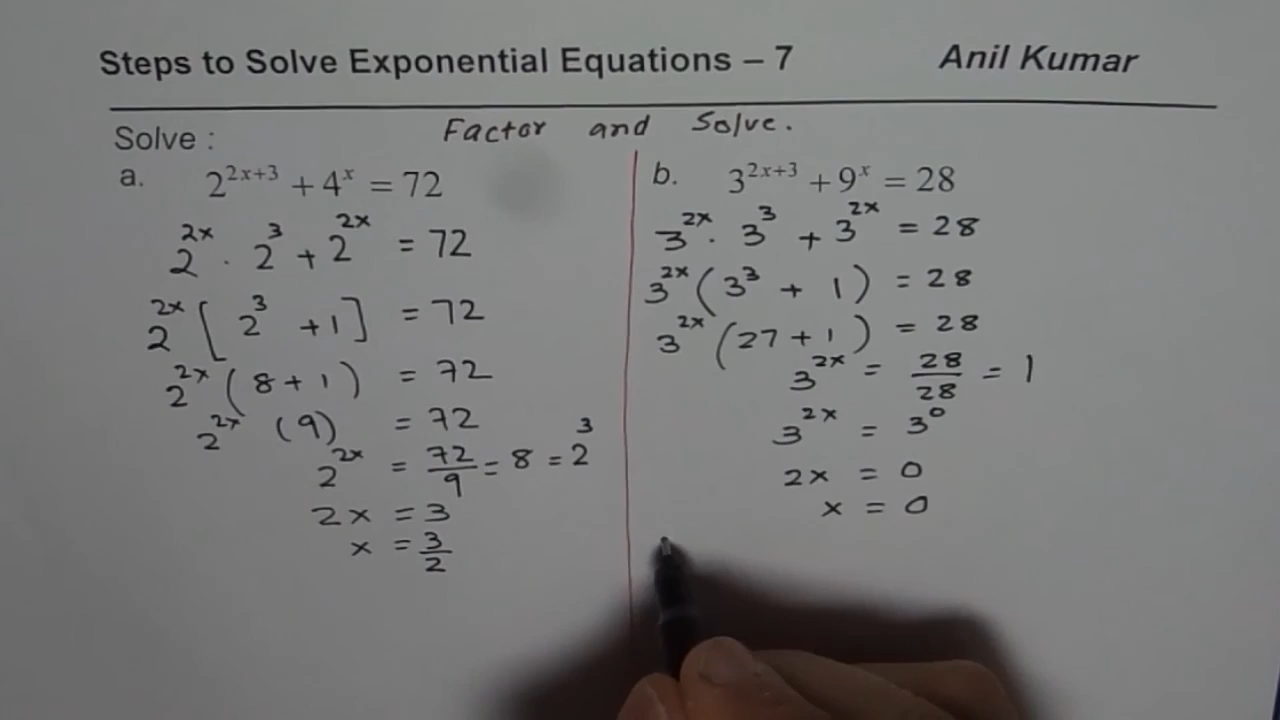 Steps to Solve Exponential Equations – 7 Anil Kumar
Solve : Factor and Solve.
a. 2^{2x+3} + 4^x = 72
2^{2x} · 2^3 + 2^{2x} = 72
2^{2x} [ 2^3 + 1 ] = 72
2^{2x} ( 8 + 1 ) = 72
2^{2x} ( 9 ) = 72
2^{2x} = 72/9 = 8 = 2^3
2x = 3
x = 3/2
b. 3^{2x+3} + 9^x = 28
3^{2x} · 3^3 + 3^{2x} = 28
3^{2x} ( 3^3 + 1 ) = 28
3^{2x} ( 27 + 1 ) = 28
3^{2x} = 28/28 = 1
3^{2x} = 3^0
2x = 0
x = 0